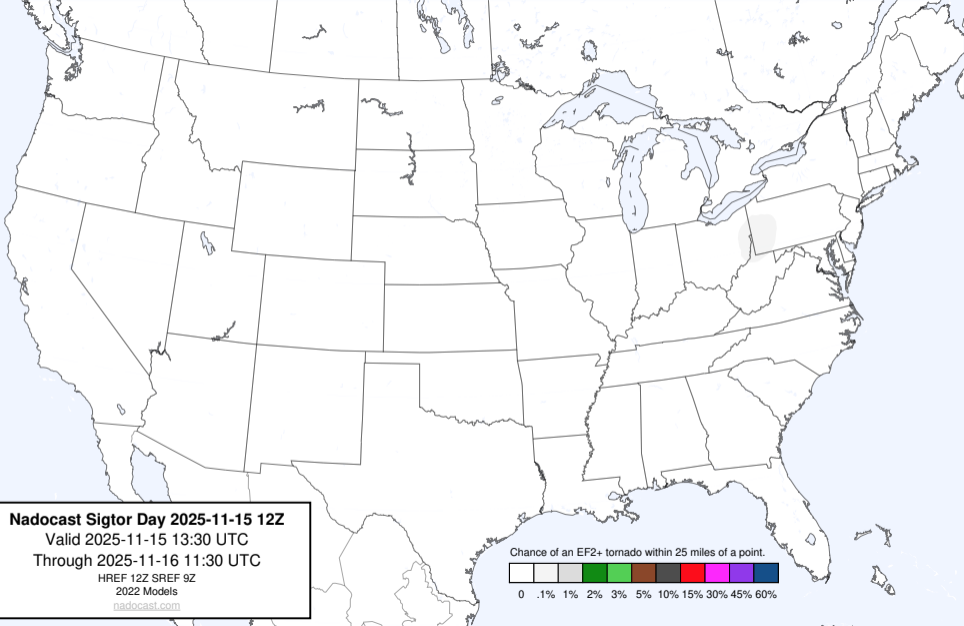 Nadocast Sigtor Day 2025-11-15 12Z
Valid 2025-11-15 13:30 UTC
Through 2025-11-16 11:30 UTC
HREF 12Z SREF 9Z
2022 Models
nadocast.com
Chance of an EF2+ tornado within 25 miles of a point.
0 .1% 1% 2% 3% 5% 10% 15% 30% 45% 60%